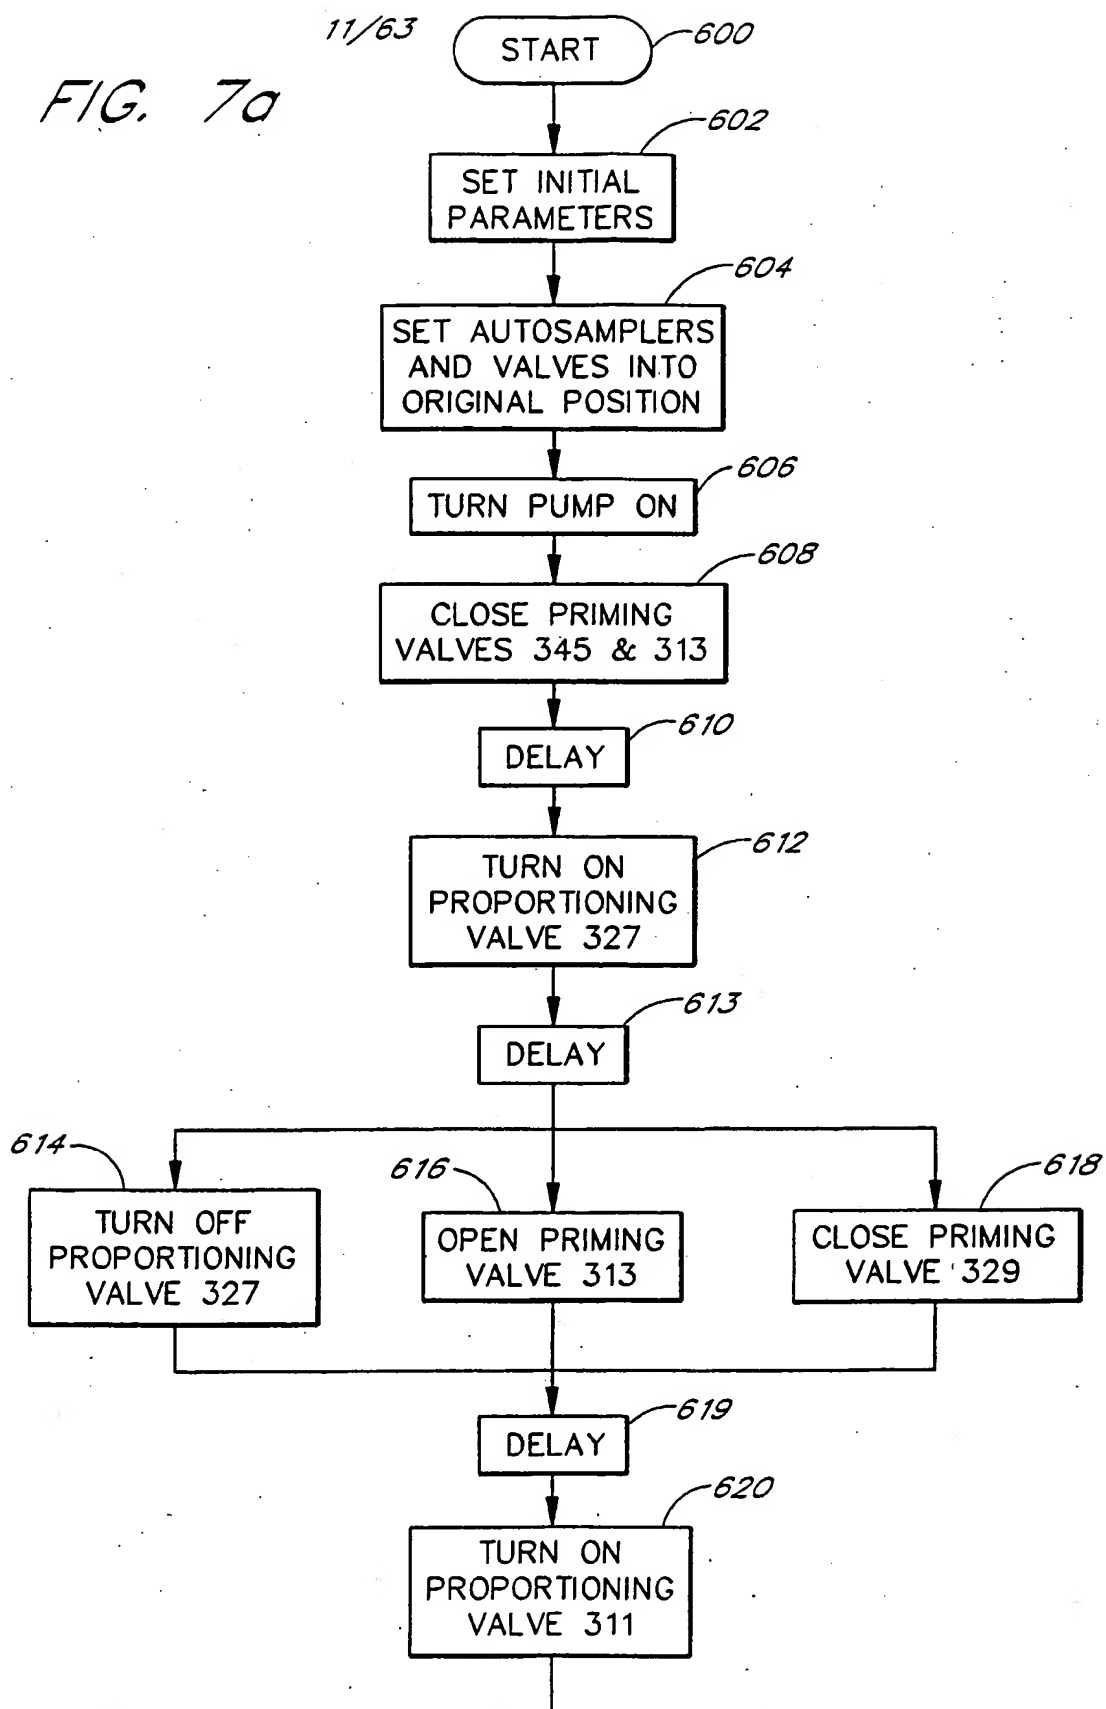 11/63
FIG. 7a
START
600
602
SET INITIAL
PARAMETERS
604
SET AUTOSAMPLERS
AND VALVES INTO
ORIGINAL POSITION
606
TURN PUMP ON
608
CLOSE PRIMING
VALVES 345 & 313
610
DELAY
612
TURN ON
PROPORTIONING
VALVE 327
613
DELAY
614
TURN OFF
PROPORTIONING
VALVE 327
616
OPEN PRIMING
VALVE 313
618
CLOSE PRIMING
VALVE 329
619
DELAY
620
TURN ON
PROPORTIONING
VALVE 311